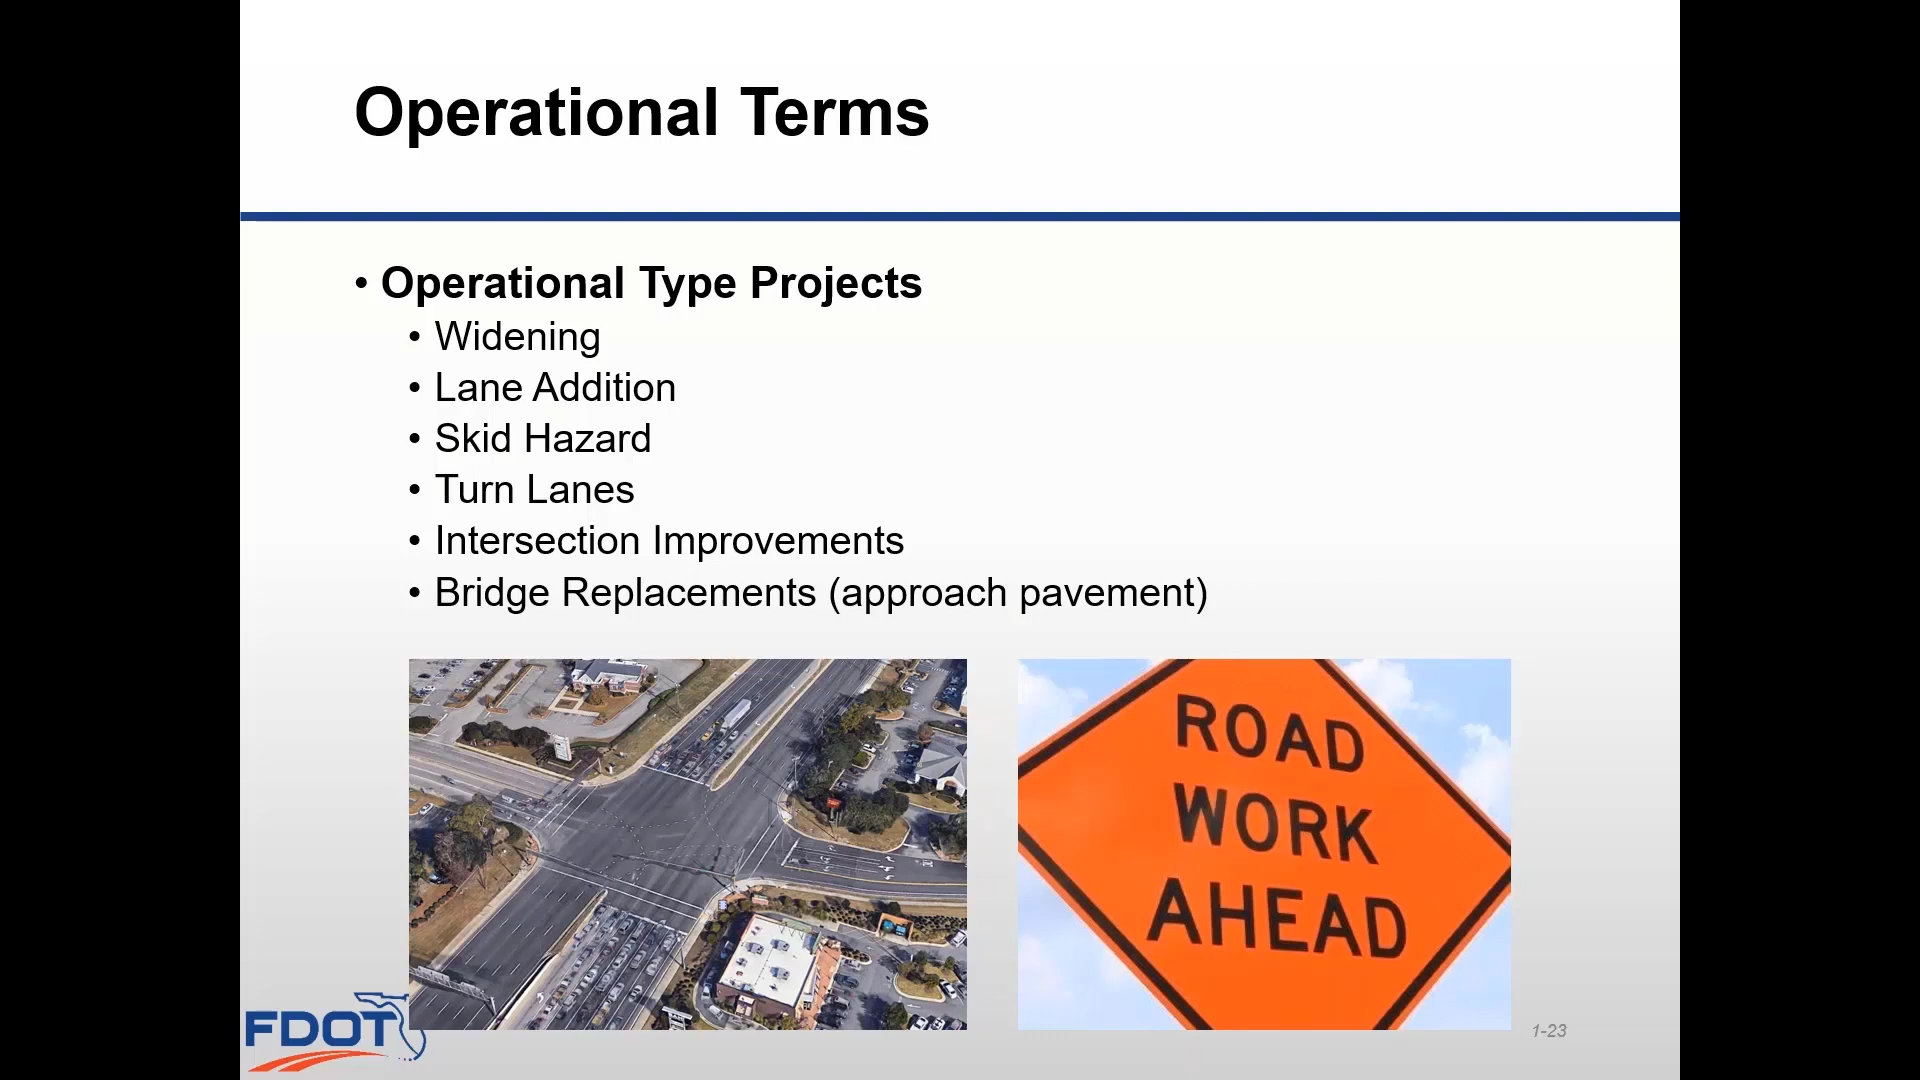 Operational Terms
• Operational Type Projects
• Widening
• Lane Addition
• Skid Hazard
• Turn Lanes
• Intersection Improvements
• Bridge Replacements (approach pavement)
ROAD
WORK
AHEAD
FDOT
1-23